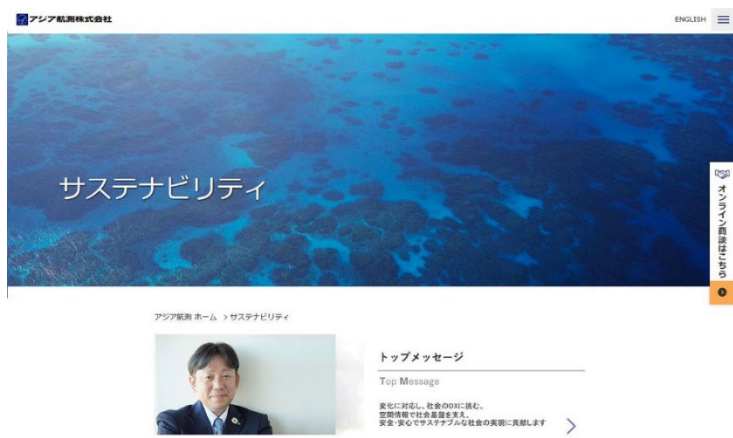 アジア航測株式会社
ENGLISH
サステナビリティ
オンライン商談はこちら
アジア航測 ホーム > サステナビリティ
トップメッセージ
Top Message
変化に対応し、社会のDXに挑む。
空間情報で社会基盤を支え、
安全・安心でサステナブルな社会の実現に貢献します